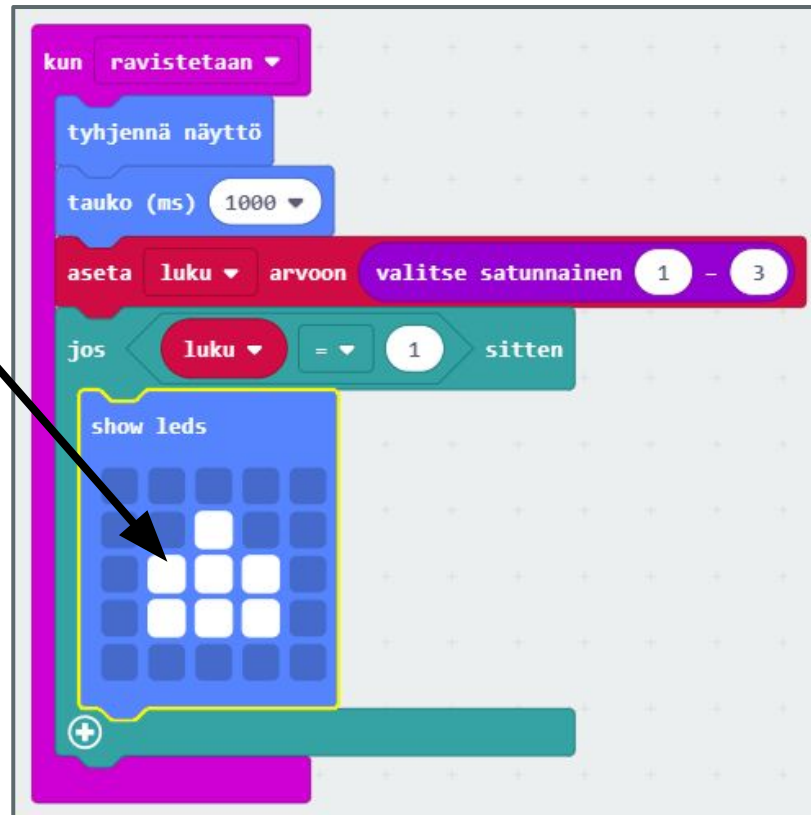 kun ravistetaan
tyhjennä näyttö
tauko (ms) 1000
aseta luku arvoon valitse satunnainen 1 - 3
jos luku = 1 sitten
show leds